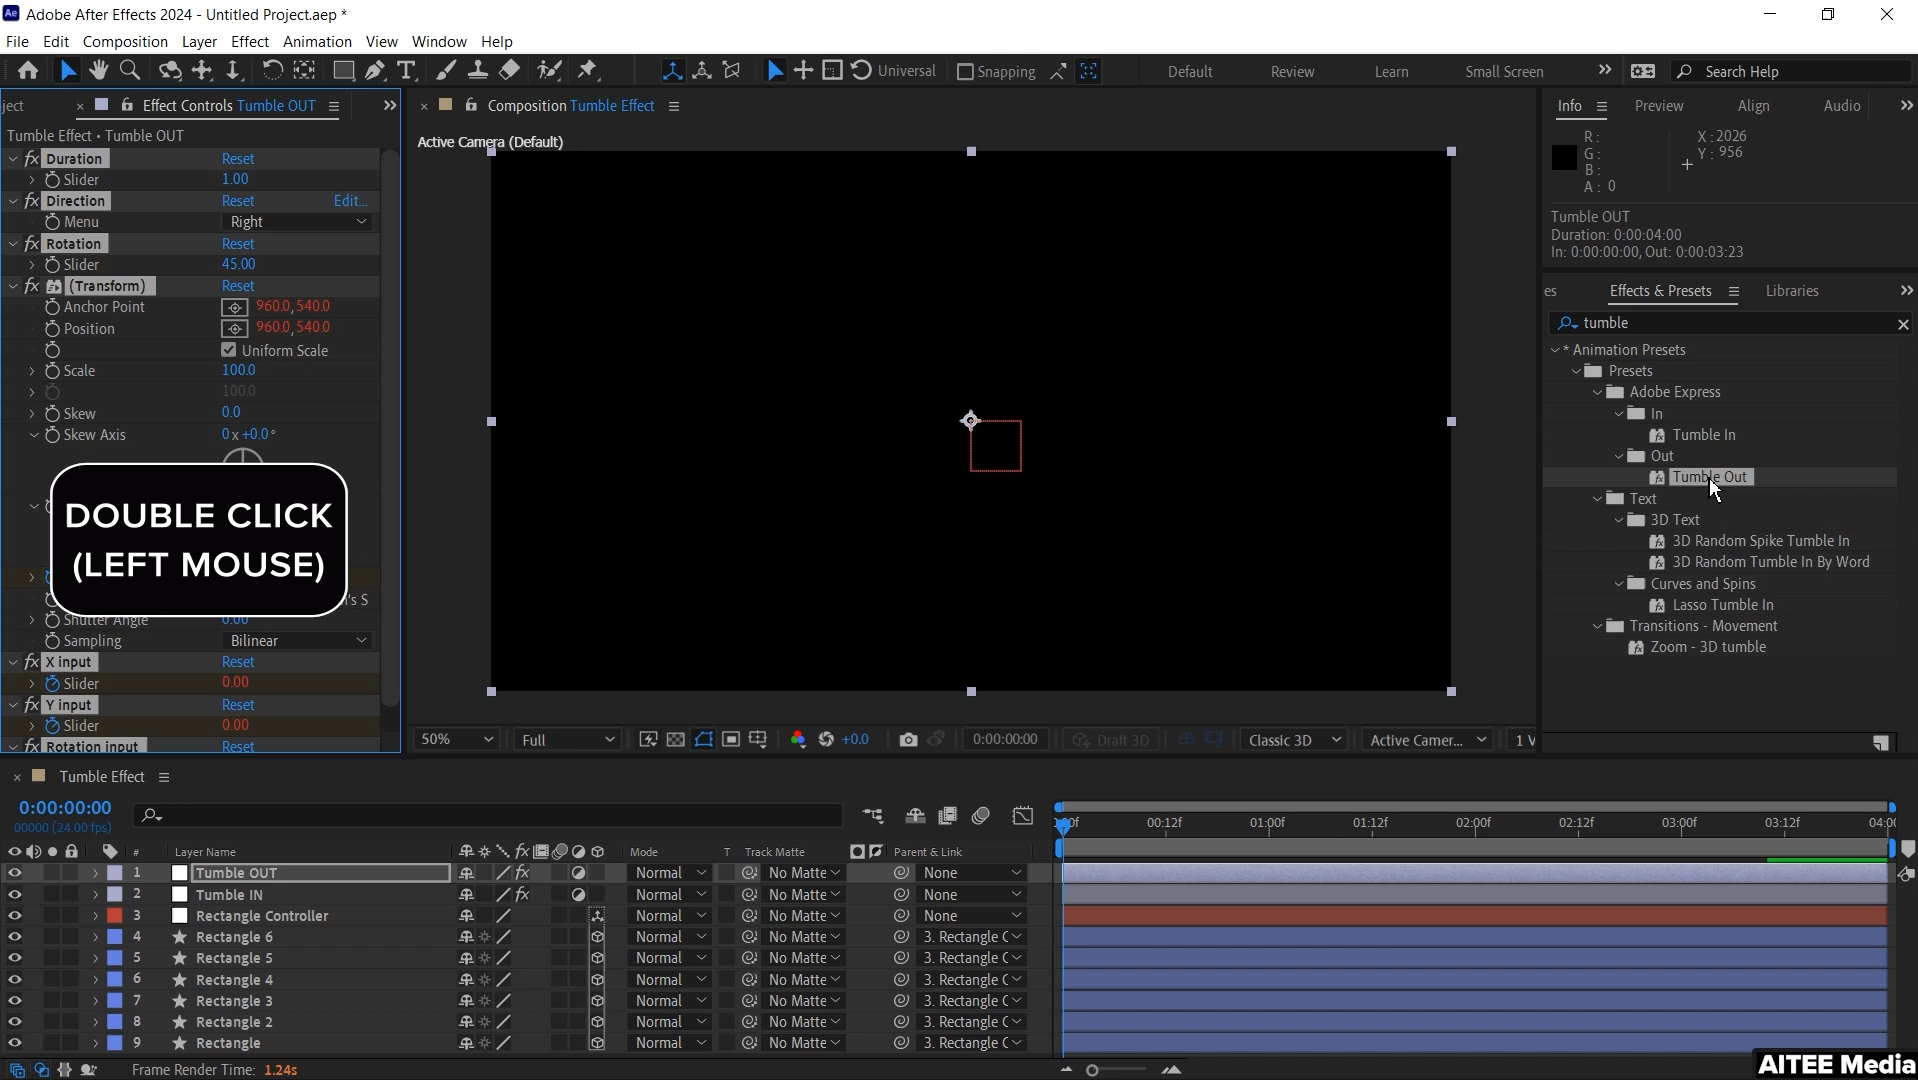 Adobe After Effects 2024 - Untitled Project.aep *
File Edit Composition Layer Effect Animation View Window Help
Universal Snapping Default Review Learn Small Screen Search Help
ject Effect Controls Tumble OUT
Tumble Effect • Tumble OUT
Duration Reset
Slider 1.00
Direction Reset Edit...
Menu Right
Rotation Reset
Slider 45.00
(Transform) Reset
Anchor Point 960.0, 540.0
Position 960.0, 540.0
Uniform Scale
Scale 100.0
100.0
Skew 0.0
Skew Axis 0 x +0.0°
DOUBLE CLICK
(LEFT MOUSE)
's S
Shutter Angle 0.00
Sampling Bilinear
X input Reset
Slider 0.00
Y input Reset
Slider 0.00
Rotation input Reset
Composition Tumble Effect
Active Camera (Default)
50% Full +0.0 0:00:00:00 Draft 3D Classic 3D Active Camer... 1 V
Info Preview Align Audio
R: X: 2026
G: Y: 956
B:
A: 0
Tumble OUT
Duration: 0:00:04:00
In: 0:00:00:00, Out: 0:00:03:23
es Effects & Presets Libraries
tumble
* Animation Presets
Presets
Adobe Express
In
Tumble In
Out
Tumble Out
Text
3D Text
3D Random Spike Tumble In
3D Random Tumble In By Word
Curves and Spins
Lasso Tumble In
Transitions - Movement
Zoom - 3D tumble
Tumble Effect
0:00:00:00
00000 (24.00 fps)
00f 00:12f 01:00f 01:12f 02:00f 02:12f 03:00f 03:12f 04:00
# Layer Name Mode T Track Matte Parent & Link
1 Tumble OUT Normal No Matte None
2 Tumble IN Normal No Matte None
3 Rectangle Controller Normal No Matte None
4 Rectangle 6 Normal No Matte 3. Rectangle C
5 Rectangle 5 Normal No Matte 3. Rectangle C
6 Rectangle 4 Normal No Matte 3. Rectangle C
7 Rectangle 3 Normal No Matte 3. Rectangle C
8 Rectangle 2 Normal No Matte 3. Rectangle C
9 Rectangle Normal No Matte 3. Rectangle C
Frame Render Time: 1.24s
AITEE Media